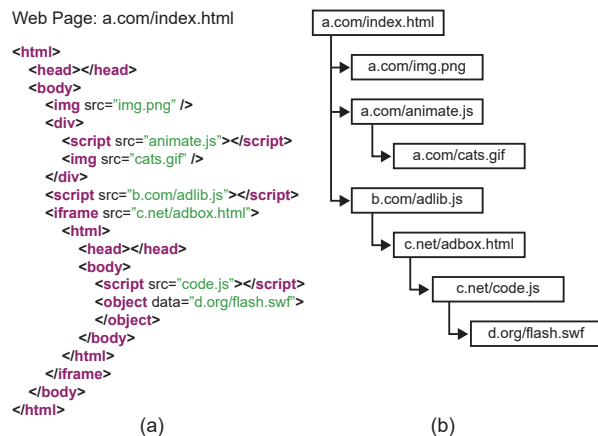 Web Page: a.com/index.html
<html>
<head></head>
<body>
<img src="img.png" />
<div>
<script src="animate.js"></script>
<img src="cats.gif" />
</div>
<script src="b.com/adlib.js"></script>
<iframe src="c.net/adbox.html">
<html>
<head></head>
<body>
<script src="code.js"></script>
<object data="d.org/flash.swf">
</object>
</body>
</html>
</iframe>
</body>
</html>
(a)
a.com/index.html
a.com/img.png
a.com/animate.js
a.com/cats.gif
b.com/adlib.js
c.net/adbox.html
c.net/code.js
d.org/flash.swf
(b)